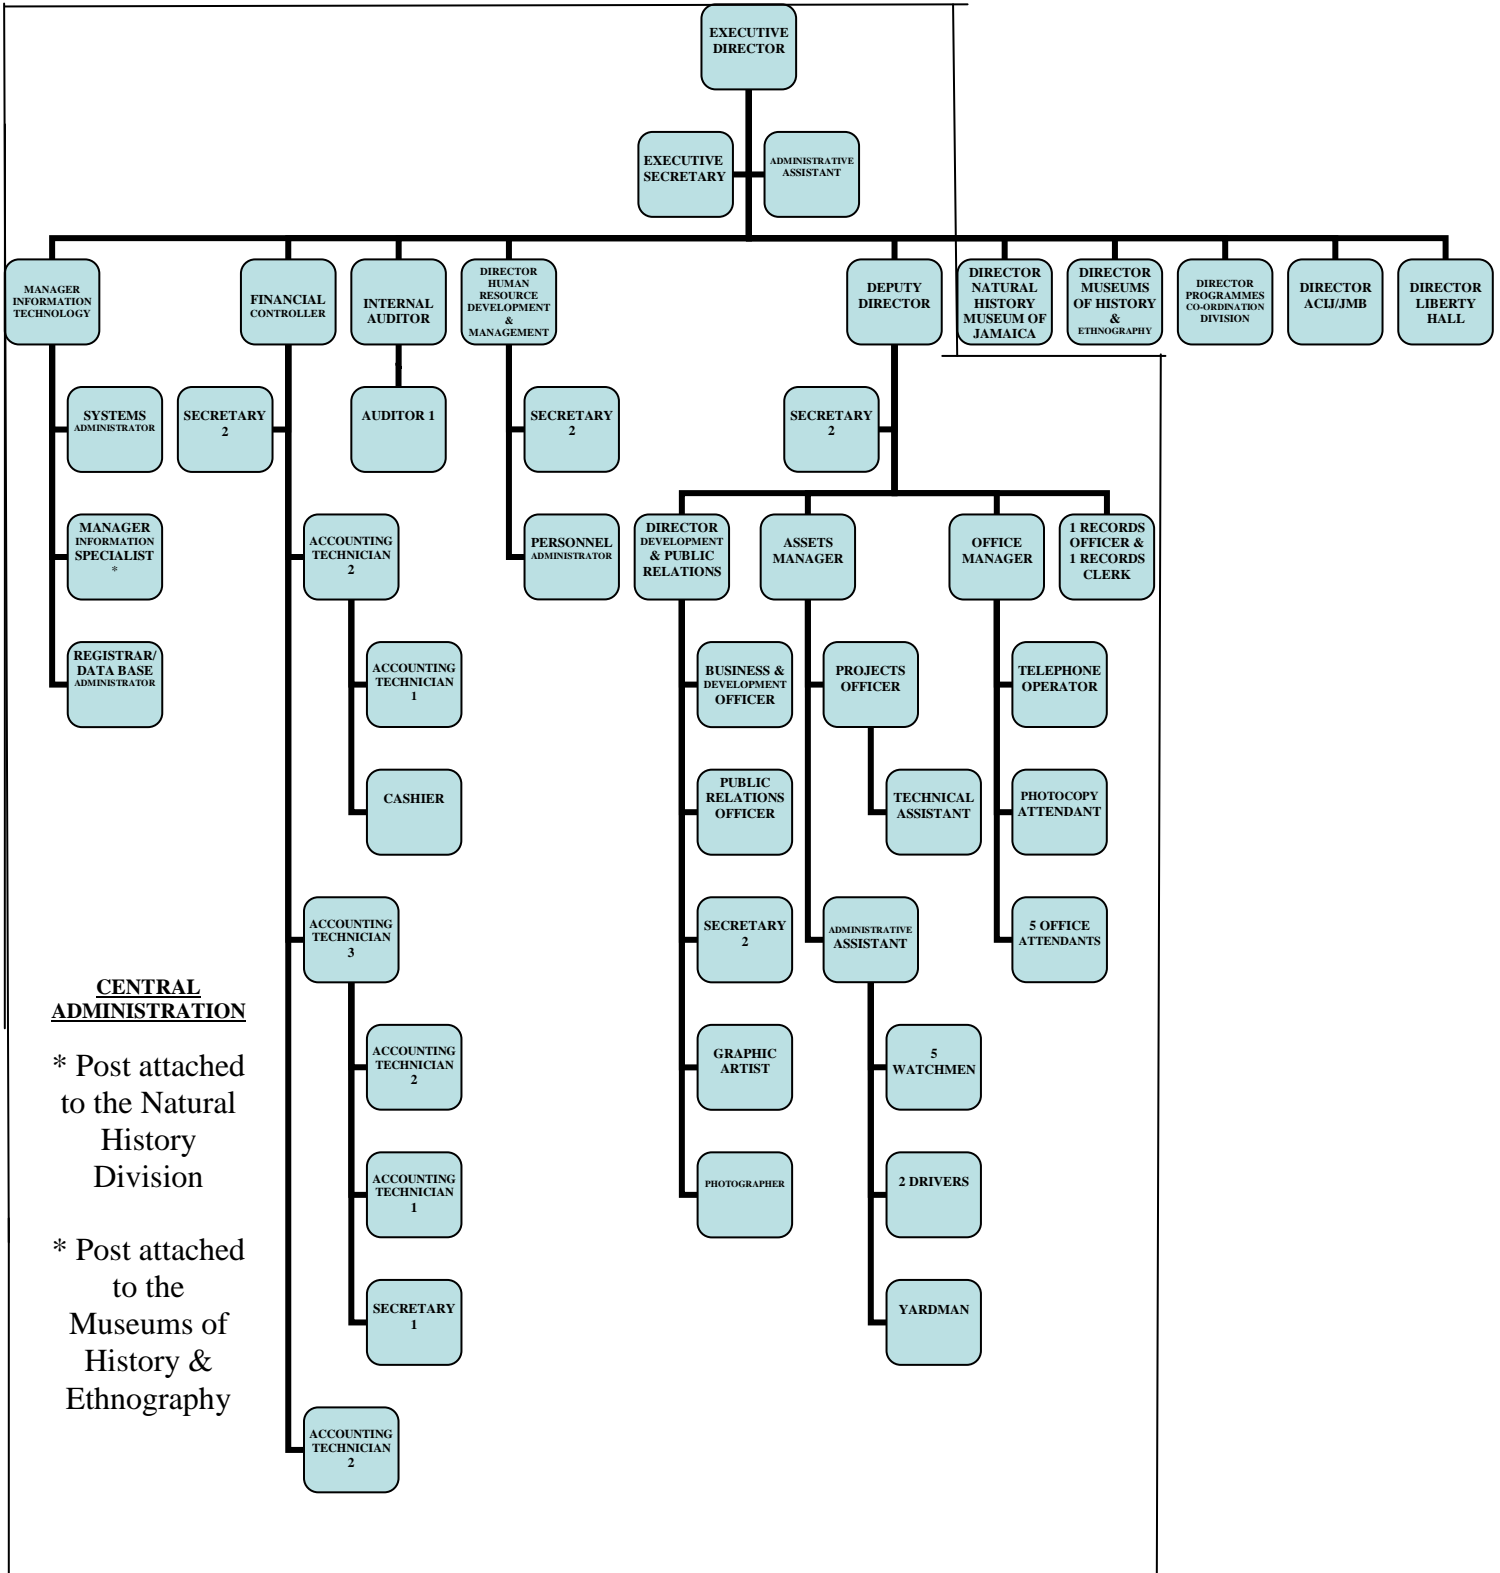 EXECUTIVE
DIRECTOR
EXECUTIVE
SECRETARY
ADMINISTRATIVE
ASSISTANT
MANAGER
INFORMATION
TECHNOLOGY
FINANCIAL
CONTROLLER
INTERNAL
AUDITOR
DIRECTOR
HUMAN
RESOURCE
DEVELOPMENT
&
MANAGEMENT
DEPUTY
DIRECTOR
DIRECTOR
NATURAL
HISTORY
MUSEUM OF
JAMAICA
DIRECTOR
MUSEUMS
OF HISTORY
&
ETHNOGRAPHY
DIRECTOR
PROGRAMMES
CO-ORDINATION
DIVISION
DIRECTOR
ACIJ/JMB
DIRECTOR
LIBERTY
HALL
SYSTEMS
ADMINISTRATOR
SECRETARY
2
AUDITOR 1
SECRETARY
2
SECRETARY
2
MANAGER
INFORMATION
SPECIALIST
*
ACCOUNTING
TECHNICIAN
2
PERSONNEL
ADMINISTRATOR
DIRECTOR
DEVELOPMENT
& PUBLIC
RELATIONS
ASSETS
MANAGER
OFFICE
MANAGER
1 RECORDS
OFFICER &
1 RECORDS
CLERK
REGISTRAR/
DATA BASE
ADMINISTRATOR
ACCOUNTING
TECHNICIAN
1
BUSINESS &
DEVELOPMENT
OFFICER
PROJECTS
OFFICER
TELEPHONE
OPERATOR
CASHIER
PUBLIC
RELATIONS
OFFICER
TECHNICAL
ASSISTANT
PHOTOCOPY
ATTENDANT
ACCOUNTING
TECHNICIAN
3
SECRETARY
2
ADMINISTRATIVE
ASSISTANT
5 OFFICE
ATTENDANTS
CENTRAL
ADMINISTRATION
* Post attached
to the Natural
History
Division
* Post attached
to the
Museums of
History &
Ethnography
ACCOUNTING
TECHNICIAN
2
GRAPHIC
ARTIST
5
WATCHMEN
ACCOUNTING
TECHNICIAN
1
PHOTOGRAPHER
2 DRIVERS
SECRETARY
1
YARDMAN
ACCOUNTING
TECHNICIAN
2